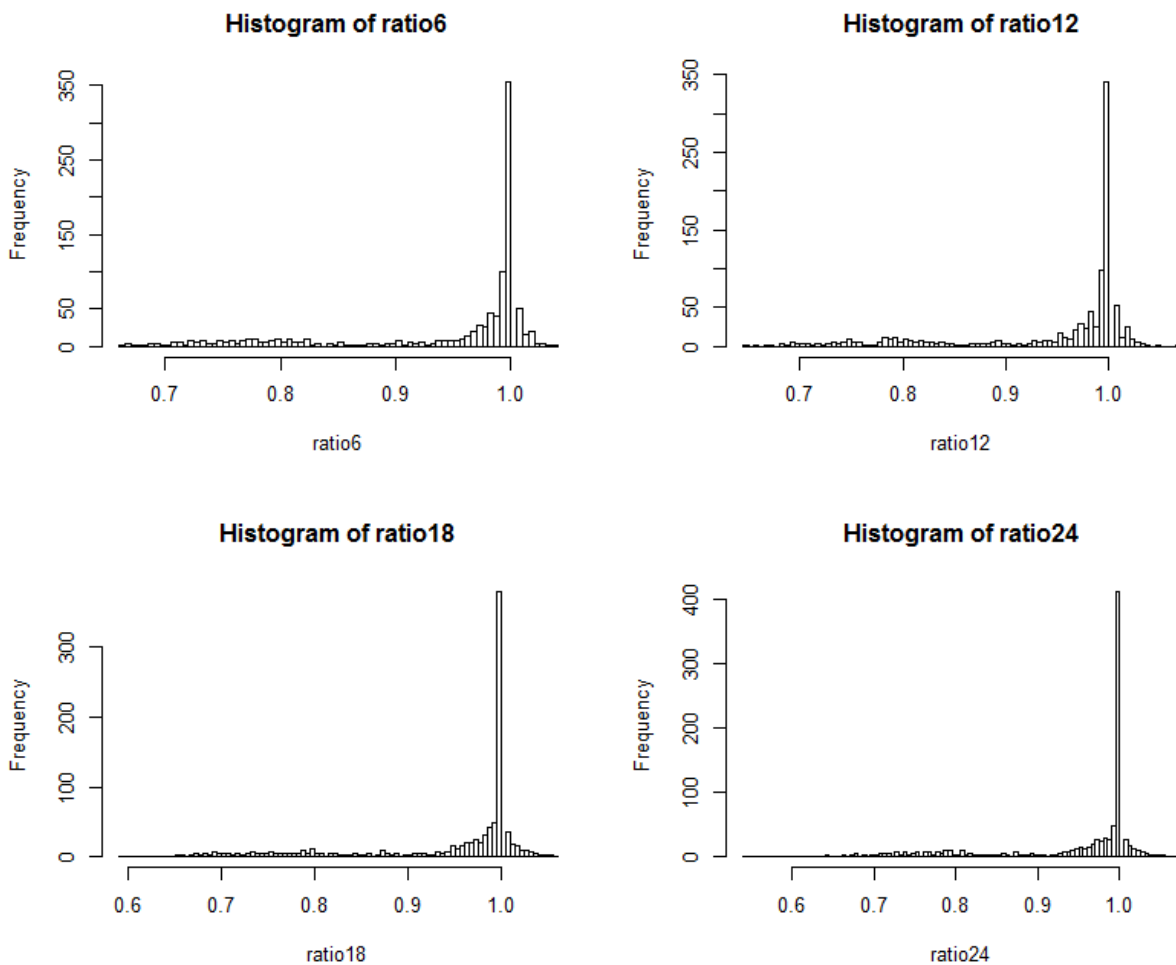 Histogram of ratio6
Frequency
350
250
150
50
0
0.7 0.8 0.9 1.0
ratio6
Histogram of ratio12
Frequency
350
250
150
50
0
0.7 0.8 0.9 1.0
ratio12
Histogram of ratio18
Frequency
300
200
100
0
0.6 0.7 0.8 0.9 1.0
ratio18
Histogram of ratio24
Frequency
400
300
200
100
0
0.6 0.7 0.8 0.9 1.0
ratio24